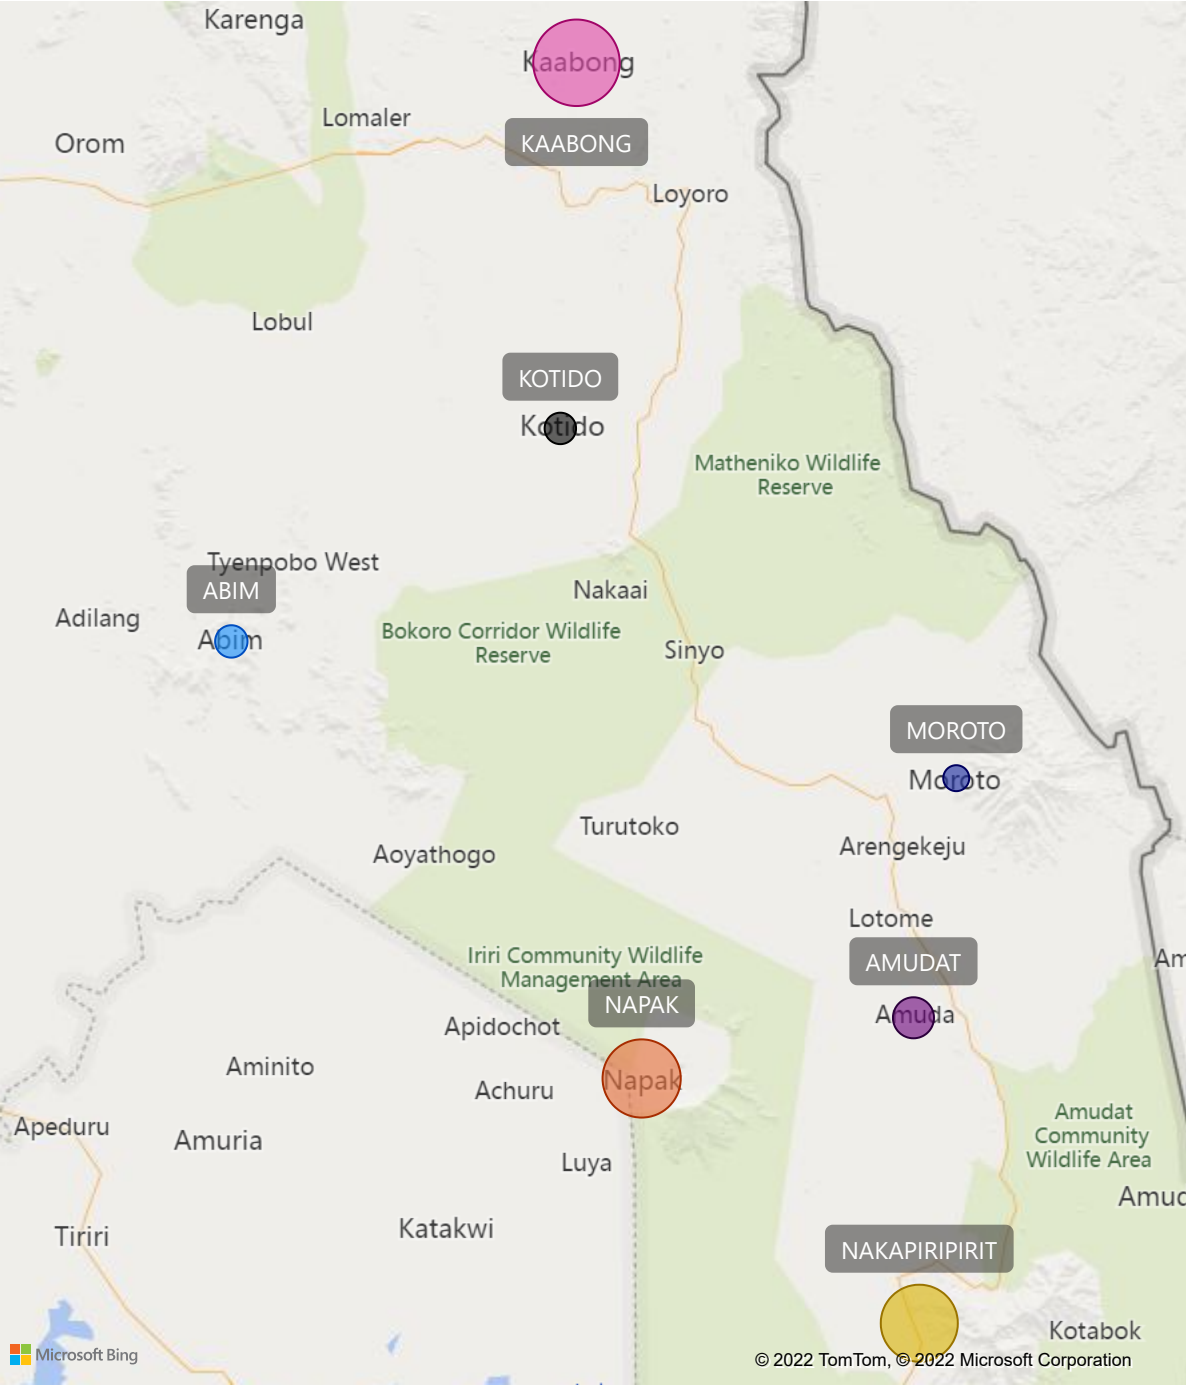 Karenga
Kaabong
Lomaler
Orom
KAABONG
Loyoro
Lobul
KOTIDO
Kotido
Matheniko Wildlife
Reserve
Tyenpobo West
ABIM
Nakaai
Adilang
Abim
Bokoro Corridor Wildlife
Reserve
Sinyo
MOROTO
Moroto
Turutoko
Arengekeju
Aoyathogo
Lotome
Iriri Community Wildlife
Management Area
AMUDAT
Am
NAPAK
Amuda
Apidochot
Aminito
Napak
Achuru
Amudat
Community
Wildlife Area
Apeduru
Amuria
Luya
Amud
Katakwi
Tiriri
NAKAPIRIPIRIT
Kotabok
Microsoft Bing
© 2022 TomTom, © 2022 Microsoft Corporation